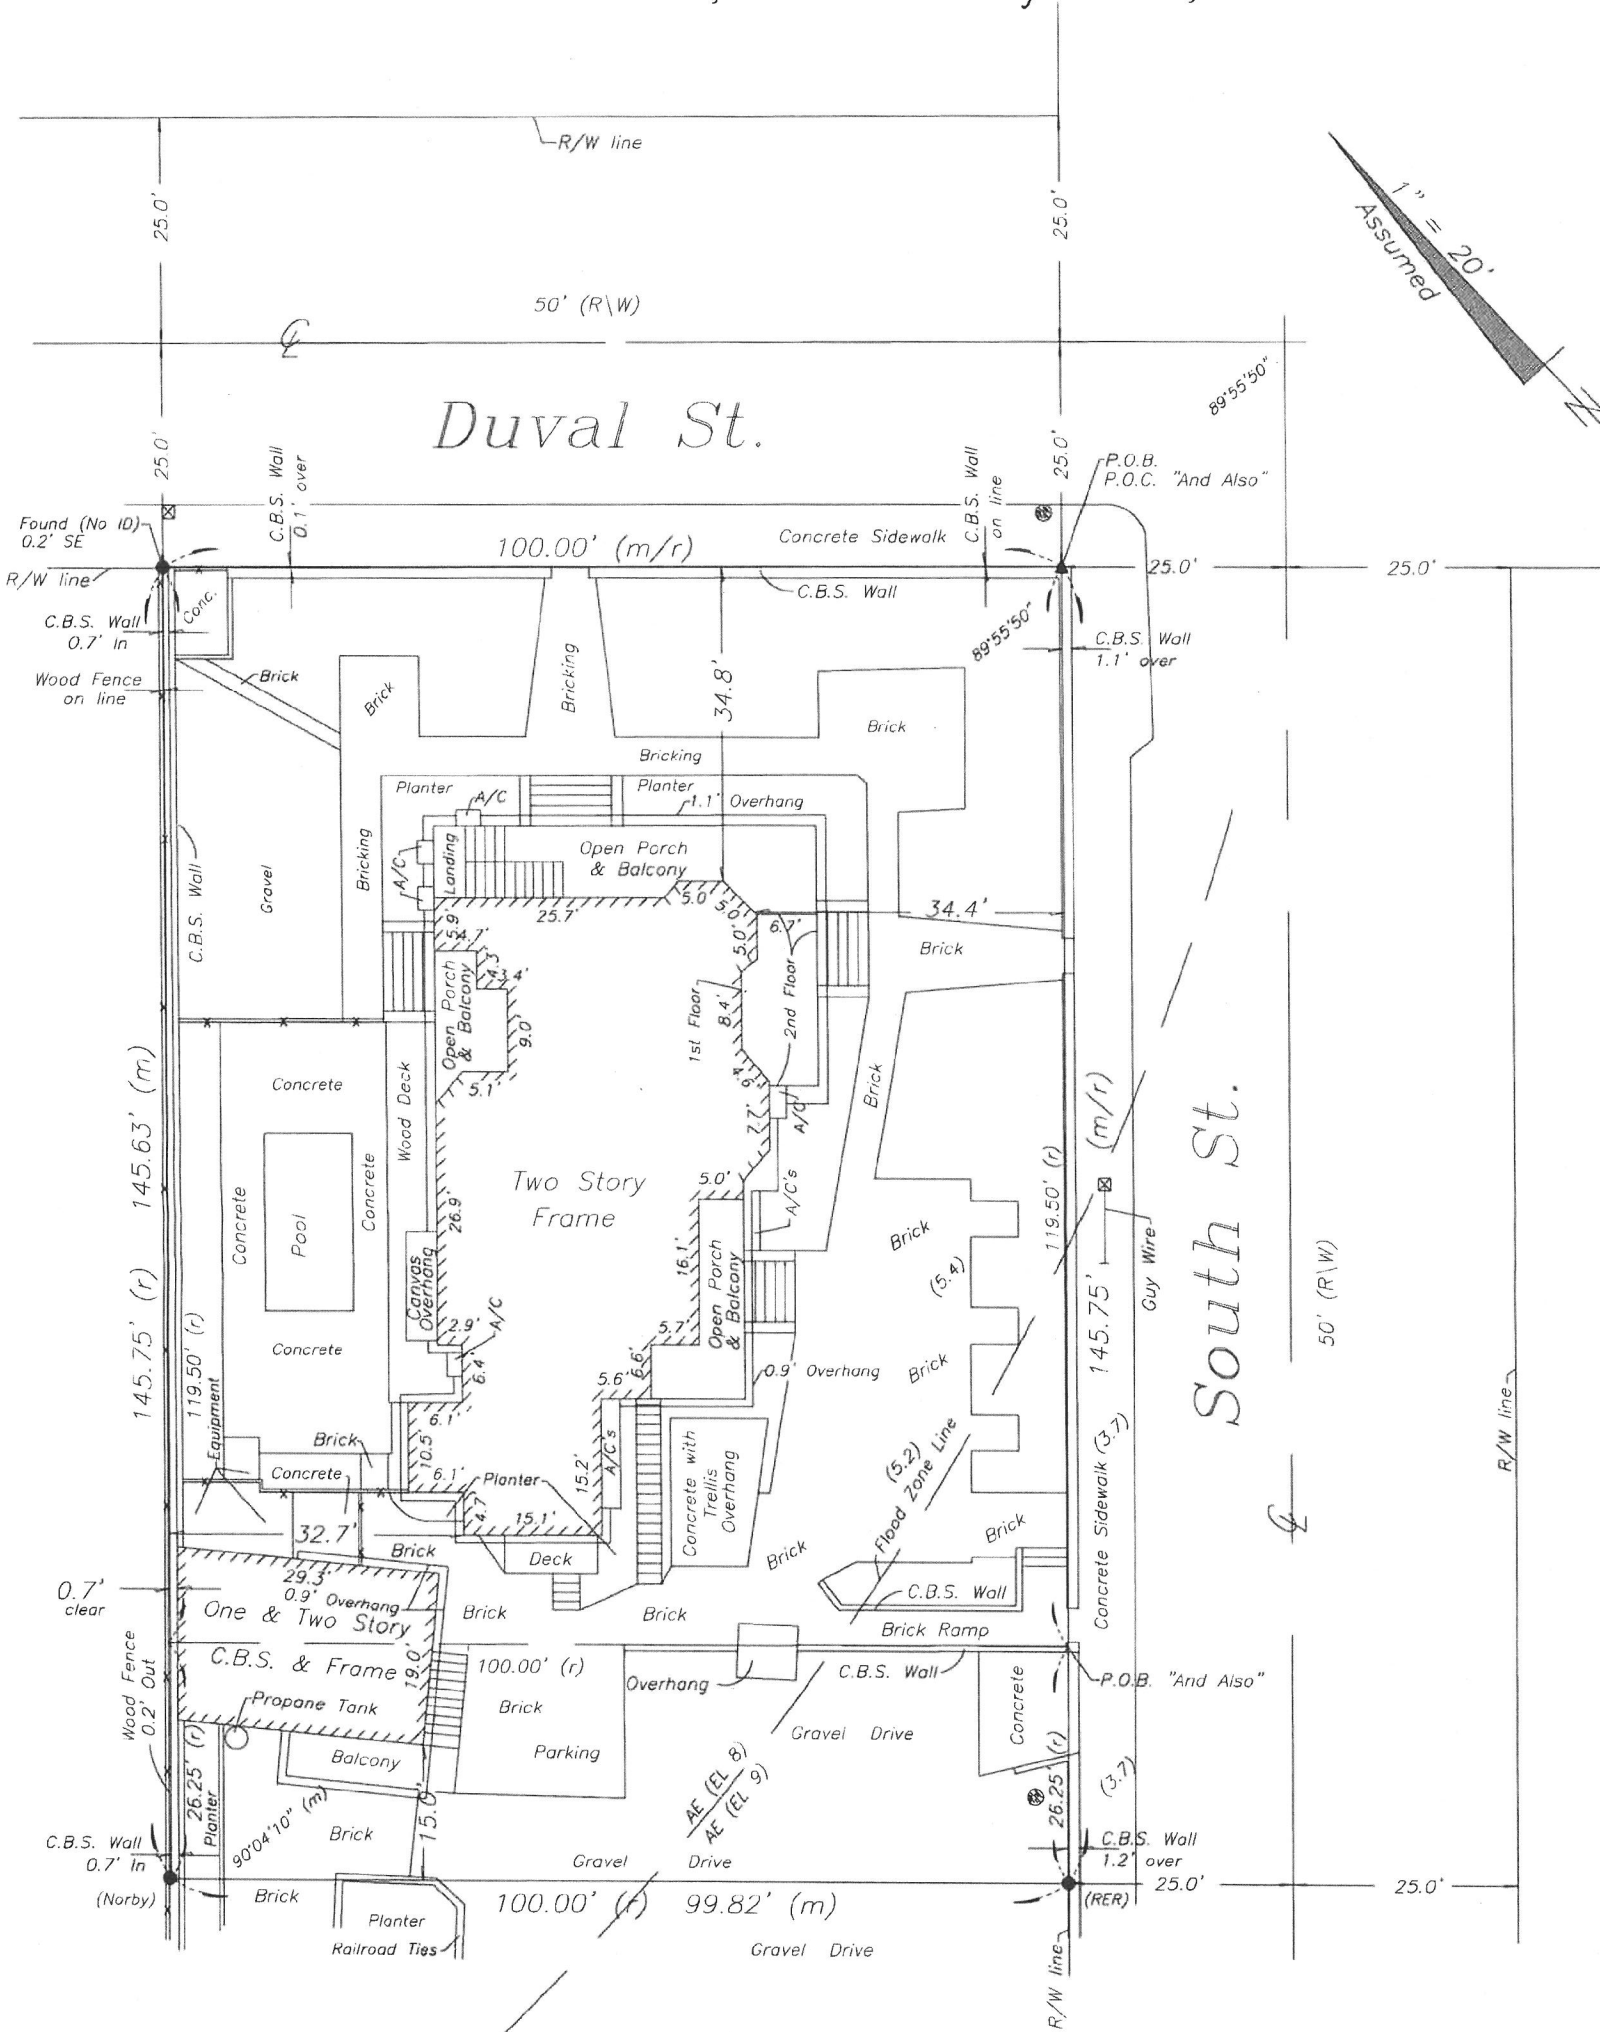 R/W line
25.0'
25.0'
1" = 20'
Assumed
N
50' (R\W)
℄
89°55'50"
Duval St.
25.0'
25.0'
C.B.S. Wall
0.1' over
C.B.S. Wall
on line
P.O.B.
P.O.C. "And Also"
Found (No ID)
0.2' SE
100.00' (m/r)
Concrete Sidewalk
R/W line
25.0'
25.0'
Conc.
C.B.S. Wall
C.B.S. Wall
0.7' In
89°55'50"
C.B.S. Wall
1.1' over
Wood Fence
on line
Brick
Brick
Bricking
34.8'
Brick
Bricking
Planter
A/C
Planter
1.1' Overhang
C.B.S. Wall
Gravel
Bricking
A/C
Landing
Open Porch
& Balcony
5.9'
25.7'
5.0'
5.0'
34.4'
4.7'
5.0'
6.7'
Brick
4.3'
3.4'
Open Porch
& Balcony
9.0'
1st Floor
8.4'
2nd Floor
5.1'
4.6'
145.63' (m)
Concrete
Wood Deck
7.7'
A/C
Brick
(m/r)
Pool
Concrete
Concrete
Two Story
Frame
5.0'
A/C's
119.50' (r)
26.9'
16.1'
Open Porch
& Balcony
Brick
(5.4)
Guy Wire
South St.
50' (R\W)
145.75' (r)
119.50' (r)
Canvas
Overhang
2.9'
A/C
5.7'
145.75'
Concrete
6.4'
6.6'
0.9' Overhang
Brick
5.6'
R/W line
Equipment
Brick
6.1'
10.5'
A/C's
Concrete with
Trellis
Overhang
(5.2)
Flood Zone Line
Concrete Sidewalk (3.7)
Concrete
6.1'
Planter
15.2'
4.7
15.1'
℄
32.7'
Brick
Deck
Brick
Brick
0.7'
clear
29.3'
0.9' Overhang
C.B.S. Wall
One & Two Story
Brick
Brick
Brick Ramp
C.B.S. & Frame
19.0'
100.00' (r)
Overhang
C.B.S. Wall
P.O.B. "And Also"
Wood Fence
0.2' Out
Propane Tank
Brick
Concrete
Gravel Drive
Balcony
Parking
26.25' (r)
Planter
AE (EL 8)
AE (EL 9)
26.25' (r)
(3.7)
90°04'10" (m)
15.0'
C.B.S. Wall
0.7' In
Brick
Gravel Drive
C.B.S. Wall
1.2' over
(Norby)
Brick
100.00' (r) 99.82' (m)
(RER)
25.0'
25.0'
Planter
Railroad Ties
Gravel Drive
R/W line